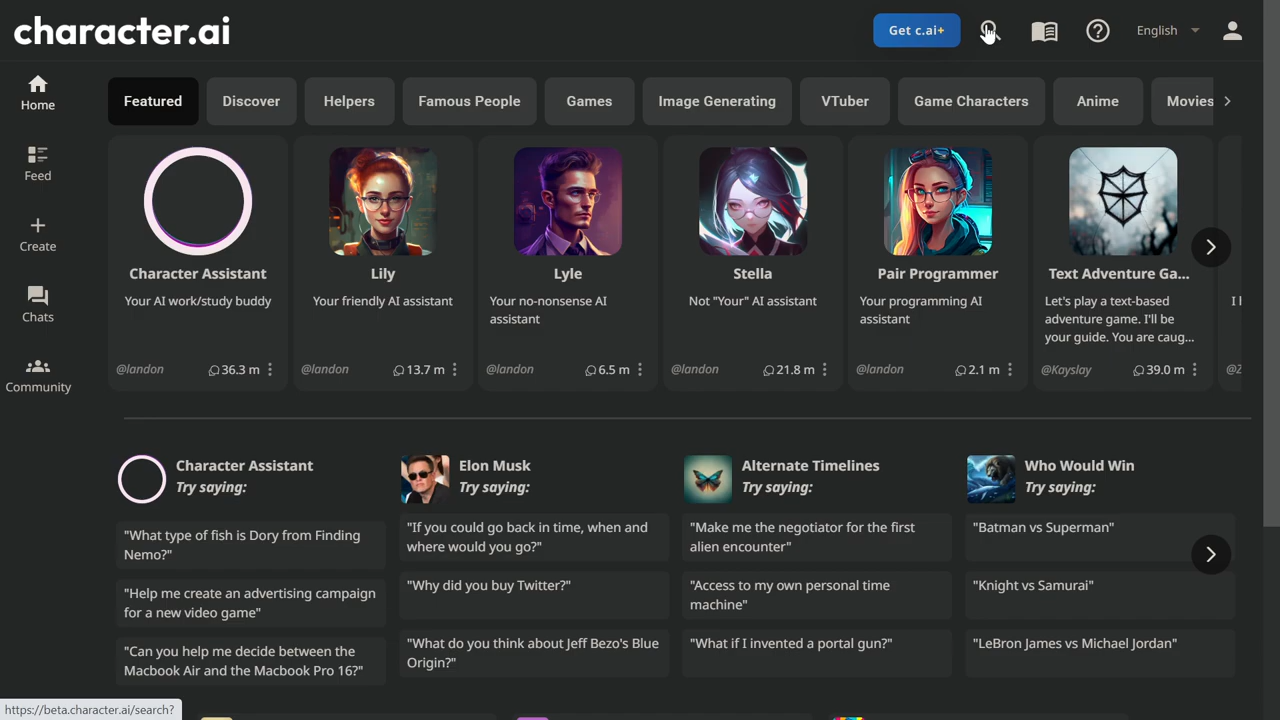 character.ai
Get c.ai+
English
Home
Feed
Create
Chats
Community
Featured
Discover
Helpers
Famous People
Games
Image Generating
VTuber
Game Characters
Anime
Movies
Character Assistant
Your AI work/study buddy
@landon
36.3 m
Lily
Your friendly AI assistant
@landon
13.7 m
Lyle
Your no-nonsense AI
assistant
@landon
6.5 m
Stella
Not "Your" AI assistant
@landon
21.8 m
Pair Programmer
Your programming AI
assistant
@landon
2.1 m
Text Adventure Ga...
Let's play a text-based
adventure game. I'll be
your guide. You are caug...
@Kayslay
39.0 m
Character Assistant
Try saying:
"What type of fish is Dory from Finding
Nemo?"
"Help me create an advertising campaign
for a new video game"
"Can you help me decide between the
Macbook Air and the Macbook Pro 16?"
Elon Musk
Try saying:
"If you could go back in time, when and
where would you go?"
"Why did you buy Twitter?"
"What do you think about Jeff Bezo's Blue
Origin?"
Alternate Timelines
Try saying:
"Make me the negotiator for the first
alien encounter"
"Access to my own personal time
machine"
"What if I invented a portal gun?"
Who Would Win
Try saying:
"Batman vs Superman"
"Knight vs Samurai"
"LeBron James vs Michael Jordan"
https://beta.character.ai/search?